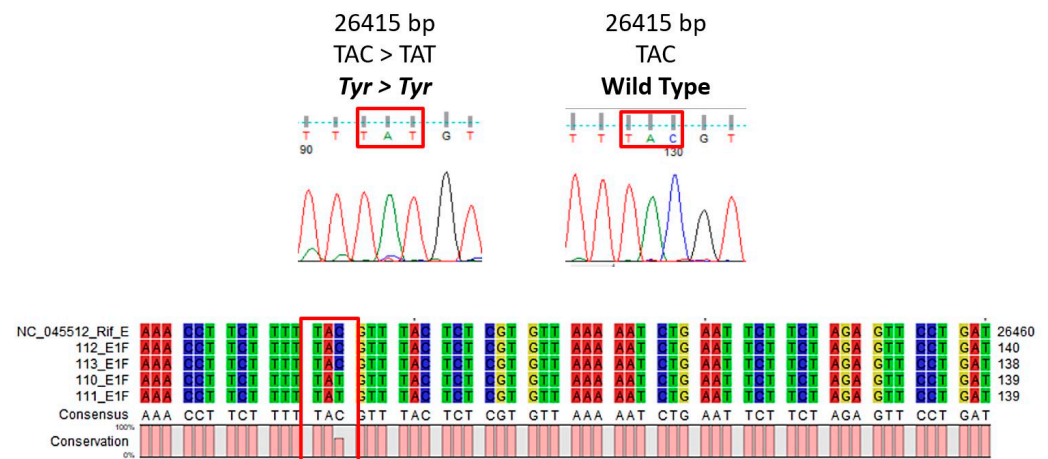 26415 bp
TAC > TAT
Tyr > Tyr
26415 bp
TAC
Wild Type
T T T A T G T
90
T T T A C G T
130
NC_045512_Rif_E AAA CCT TCT TTT TAC GTT TAC TCT CGT GTT AAA AAT CTG AAT TCT TCT AGA GTT CCT GAT 26460
112_E1F AAA CCT TCT TTT TAC GTT TAC TCT CGT GTT AAA AAT CTG AAT TCT TCT AGA GTT CCT GAT 140
113_E1F AAA CCT TCT TTT TAC GTT TAC TCT CGT GTT AAA AAT CTG AAT TCT TCT AGA GTT CCT GAT 138
110_E1F AAA CCT TCT TTT TAT GTT TAC TCT CGT GTT AAA AAT CTG AAT TCT TCT AGA GTT CCT GAT 139
111_E1F AAA CCT TCT TTT TAT GTT TAC TCT CGT GTT AAA AAT CTG AAT TCT TCT AGA GTT CCT GAT 139
Consensus AAA CCT TCT TTT TAC GTT TAC TCT CGT GTT AAA AAT CTG AAT TCT TCT AGA GTT CCT GAT
100%
Conservation
0%